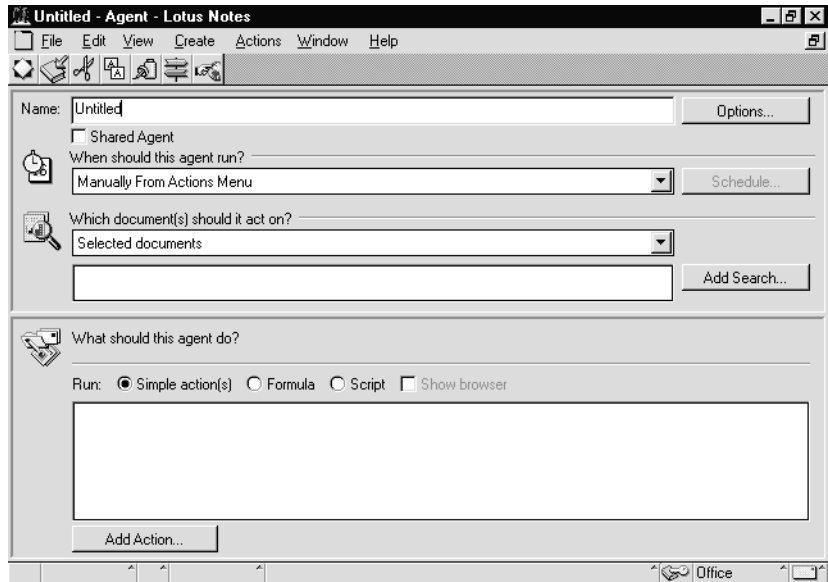 Untitled - Agent - Lotus Notes
File Edit View Create Actions Window Help
Name: Untitled Options...
Shared Agent
When should this agent run?
Manually From Actions Menu Schedule...
Which document(s) should it act on?
Selected documents
Add Search...
What should this agent do?
Run: Simple action(s) Formula Script Show browser
Add Action...
Office